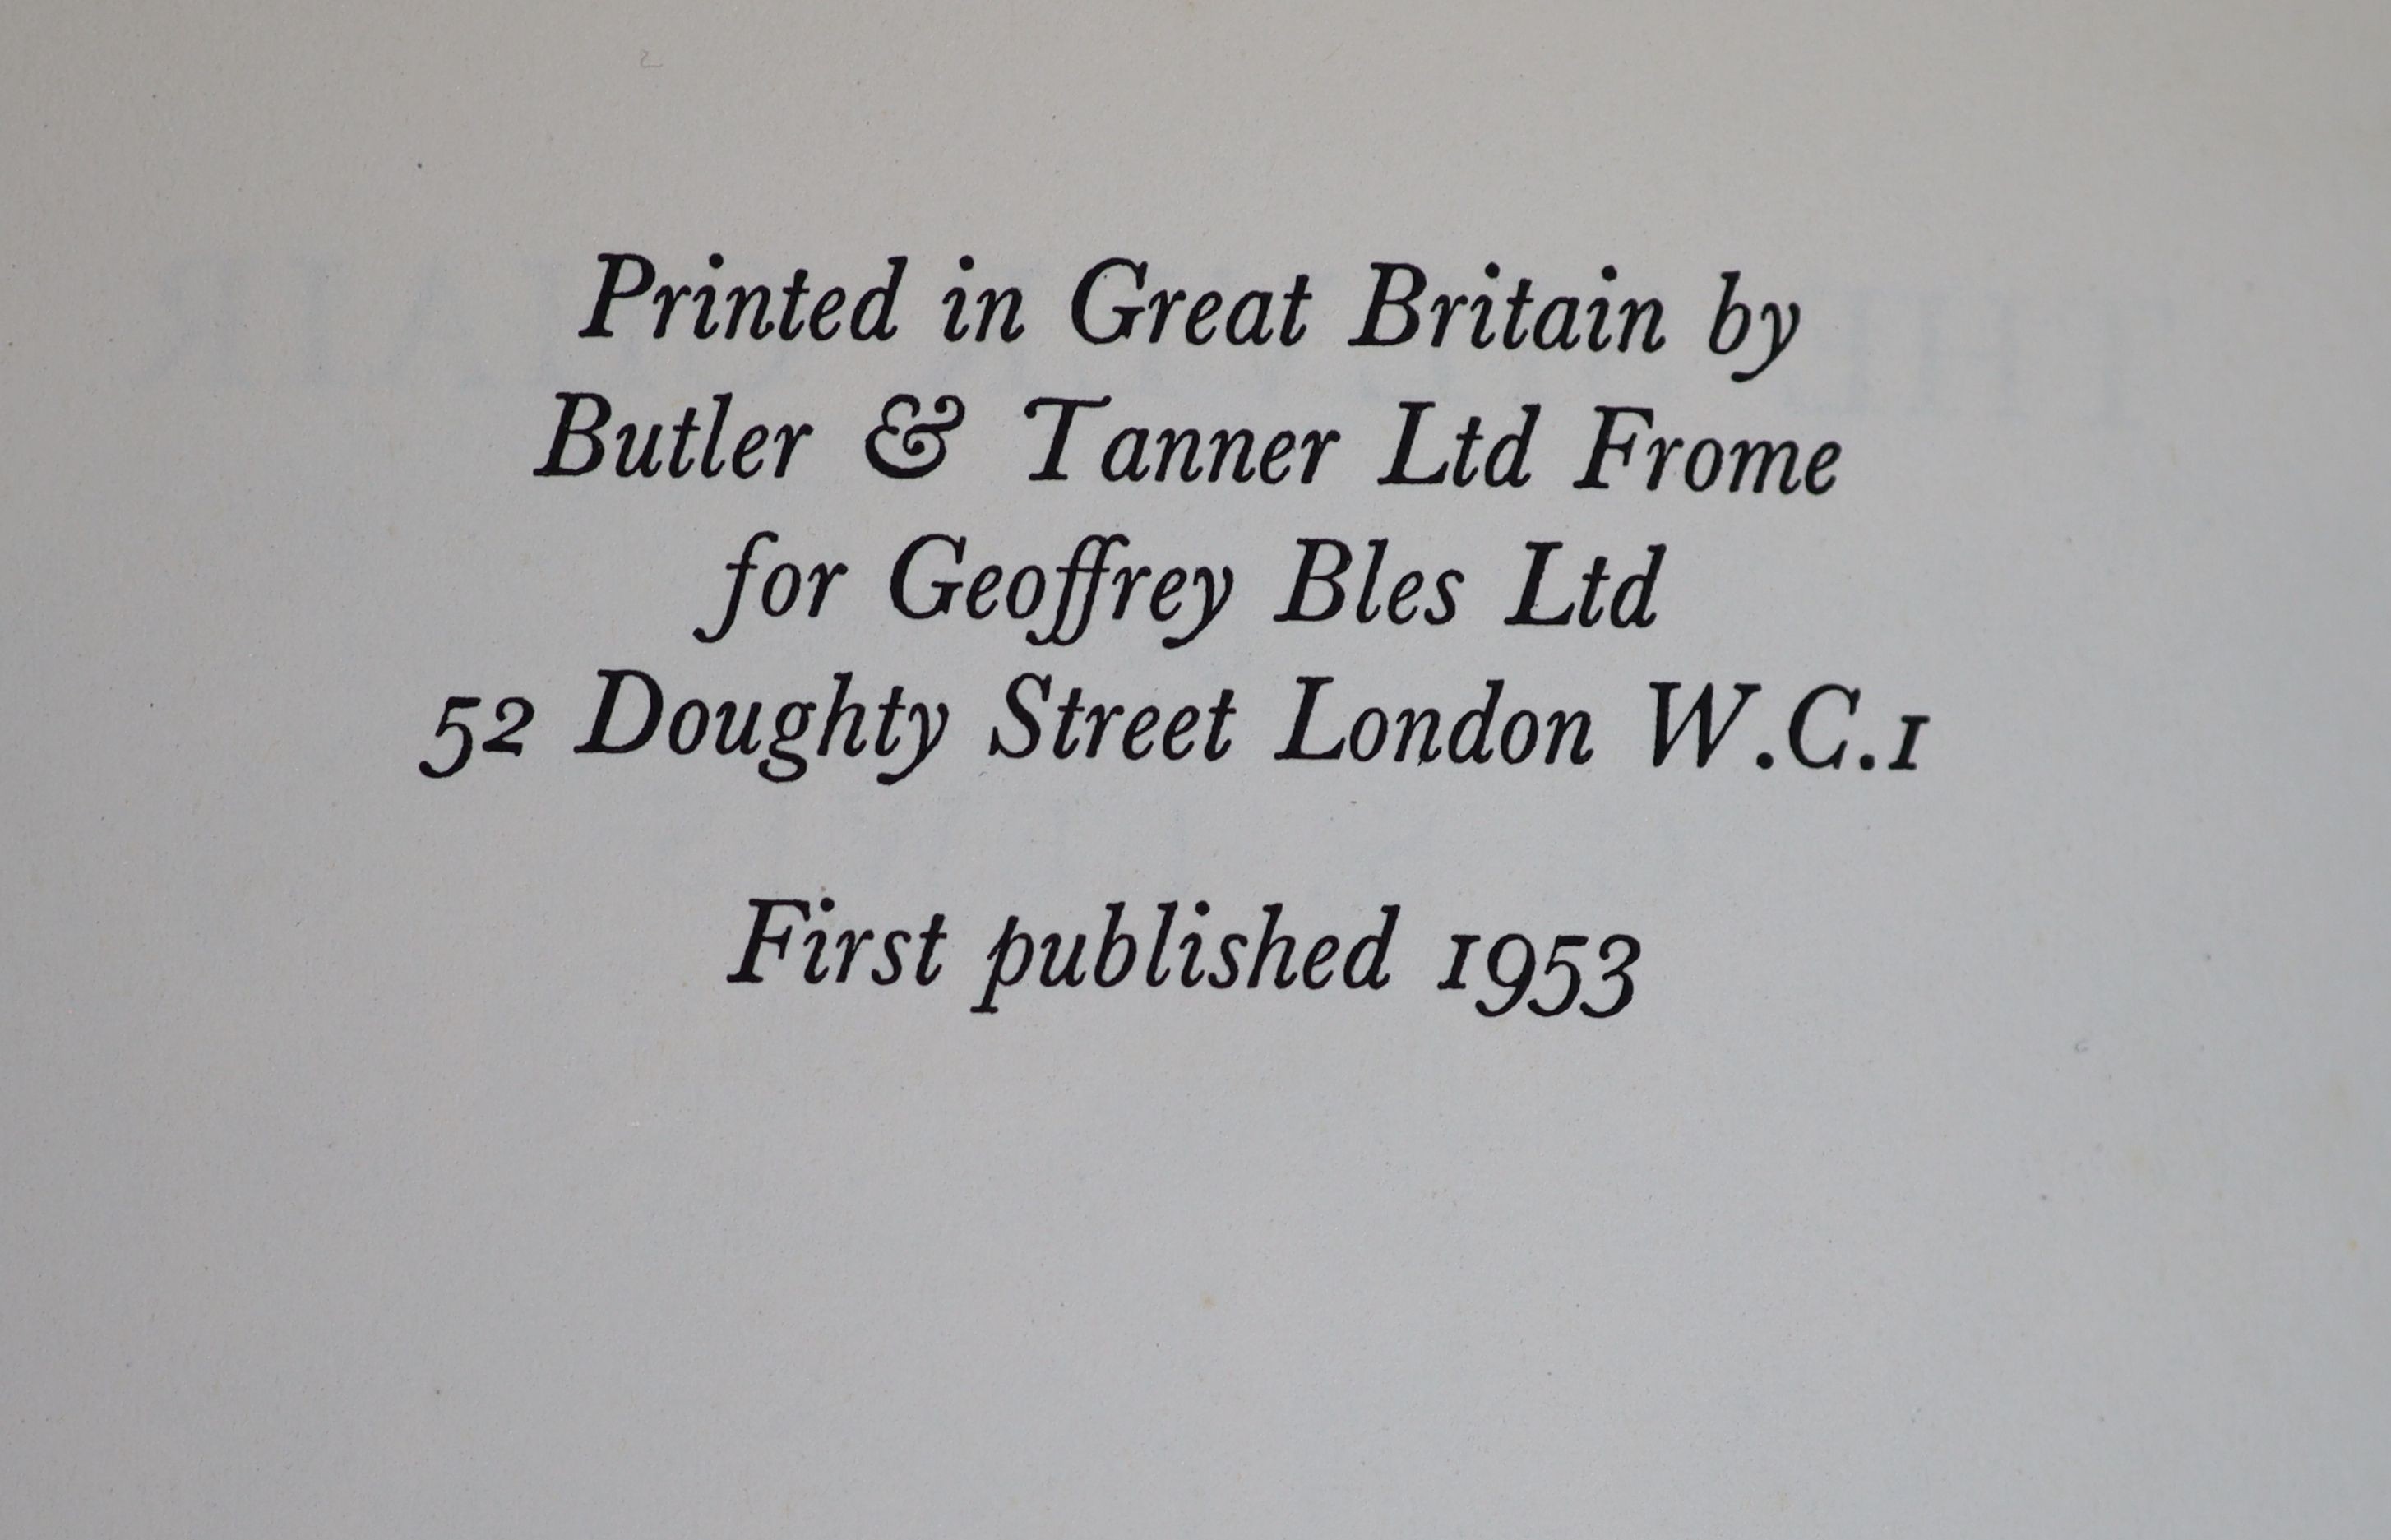 Printed in Great Britain by
Butler & Tanner Ltd Frome
for Geoffrey Bles Ltd
52 Doughty Street London W.C.1
First published 1953